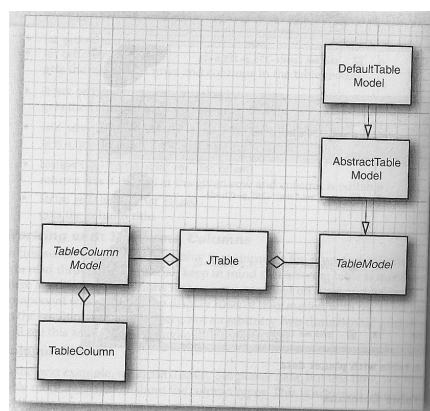 DefaultTable
Model
AbstractTable
Model
TableColumn
Model
JTable
TableModel
TableColumn